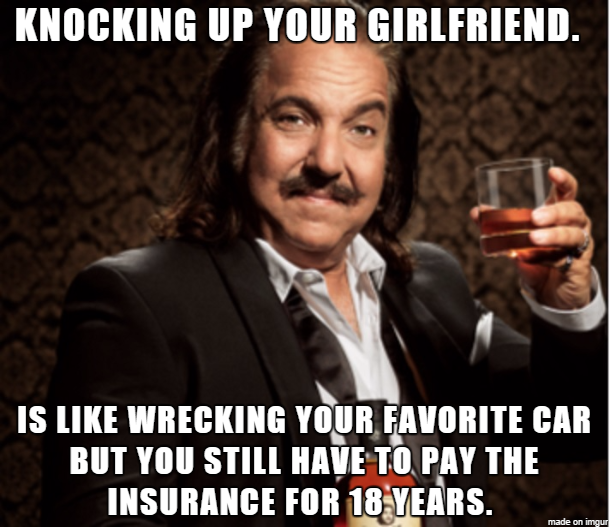 KNOCKING UP YOUR GIRLFRIEND.
IS LIKE WRECKING YOUR FAVORITE CAR
BUT YOU STILL HAVE TO PAY THE
INSURANCE FOR 18 YEARS.
made on imgur